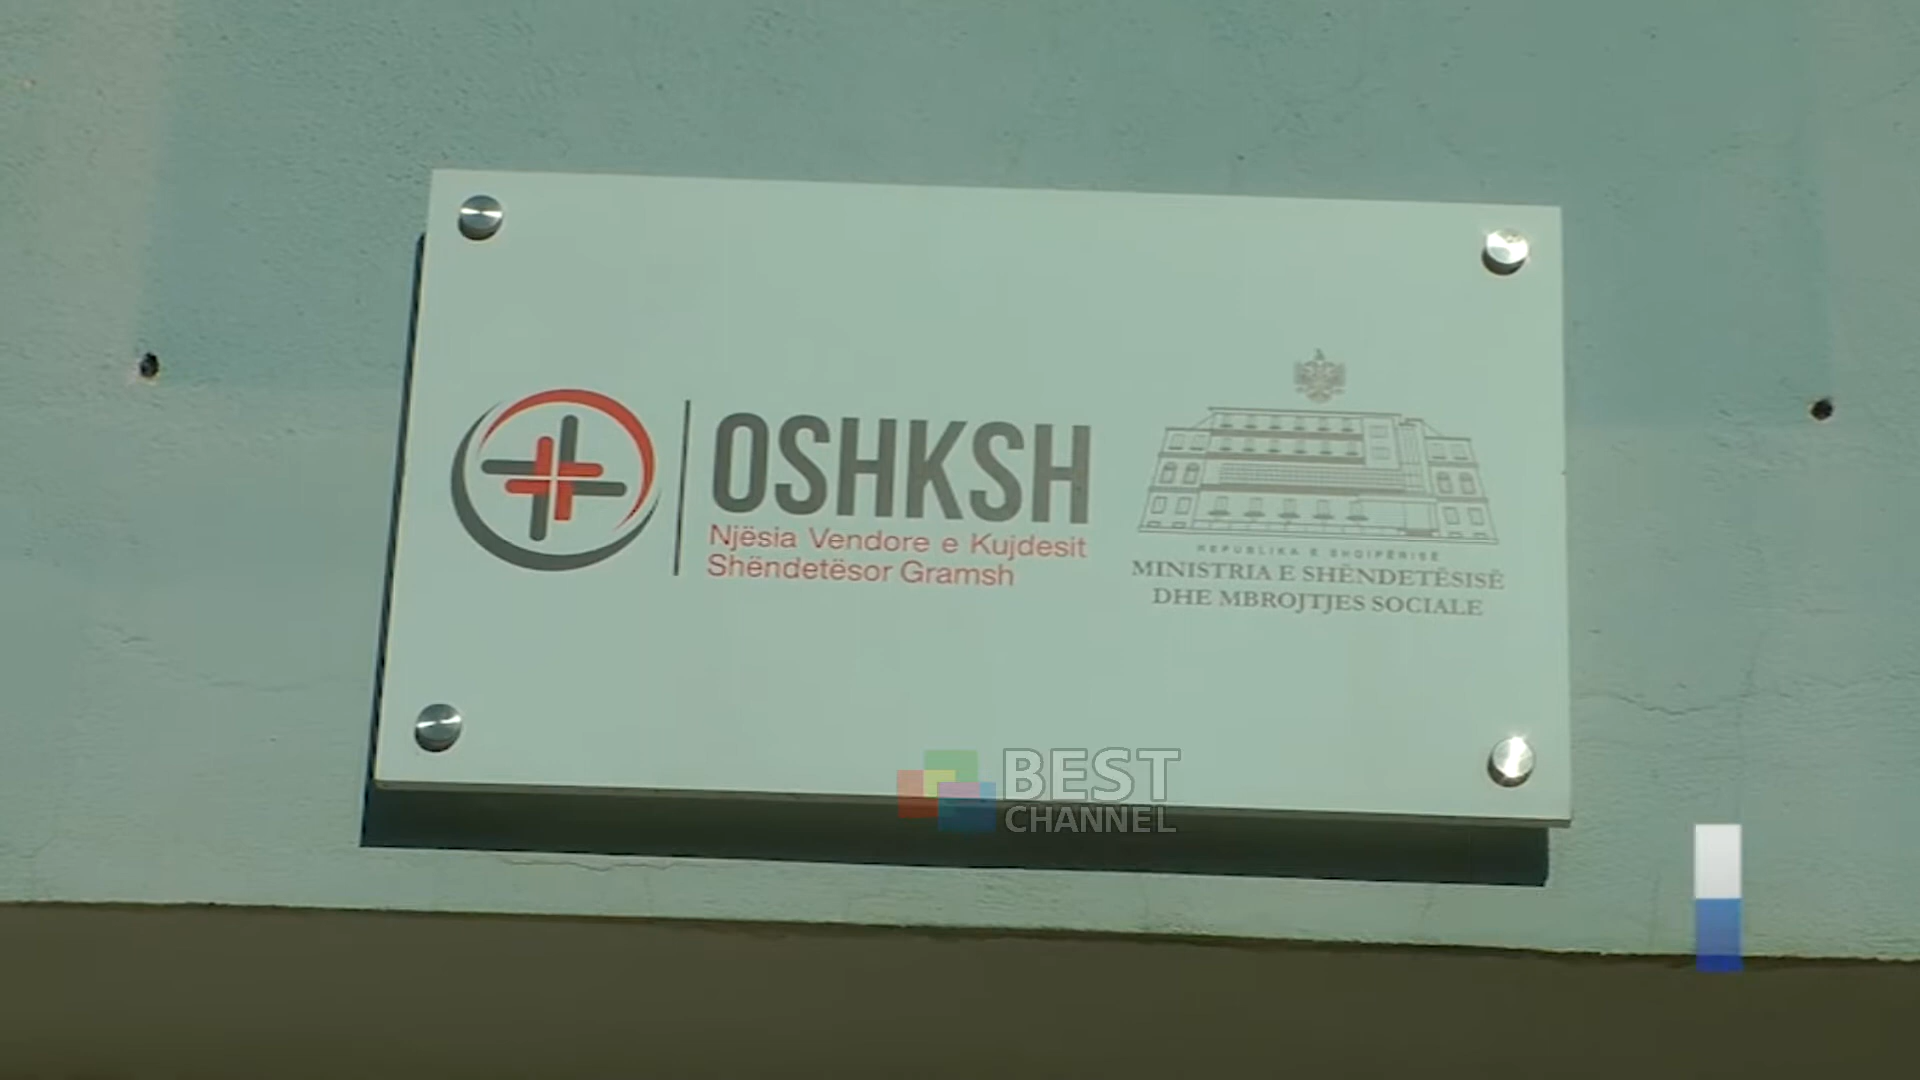 OSHKSH
Njësia Vendore e Kujdesit
Shëndetësor Gramsh
REPUBLIKA E SHQIPËRISË
MINISTRIA E SHËNDETËSISË
DHE MBROJTJES SOCIALE
BEST
CHANNEL